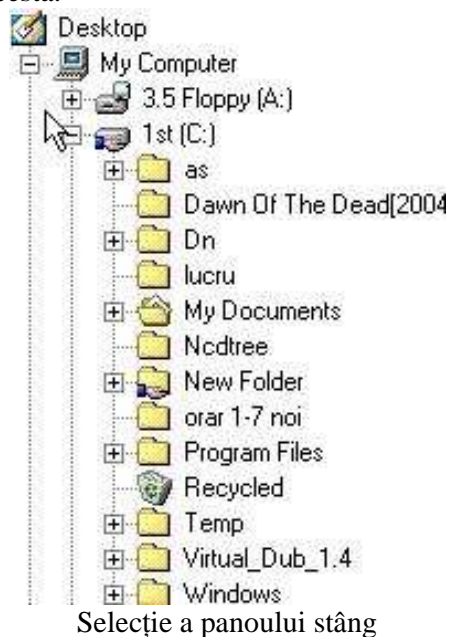 Desktop
My Computer
3.5 Floppy (A:)
1st (C:)
as
Dawn Of The Dead[2004
Dn
lucru
My Documents
Ncdtree
New Folder
orar 1-7 noi
Program Files
Recycled
Temp
Virtual_Dub_1.4
Windows
Selecție a panoului stâng